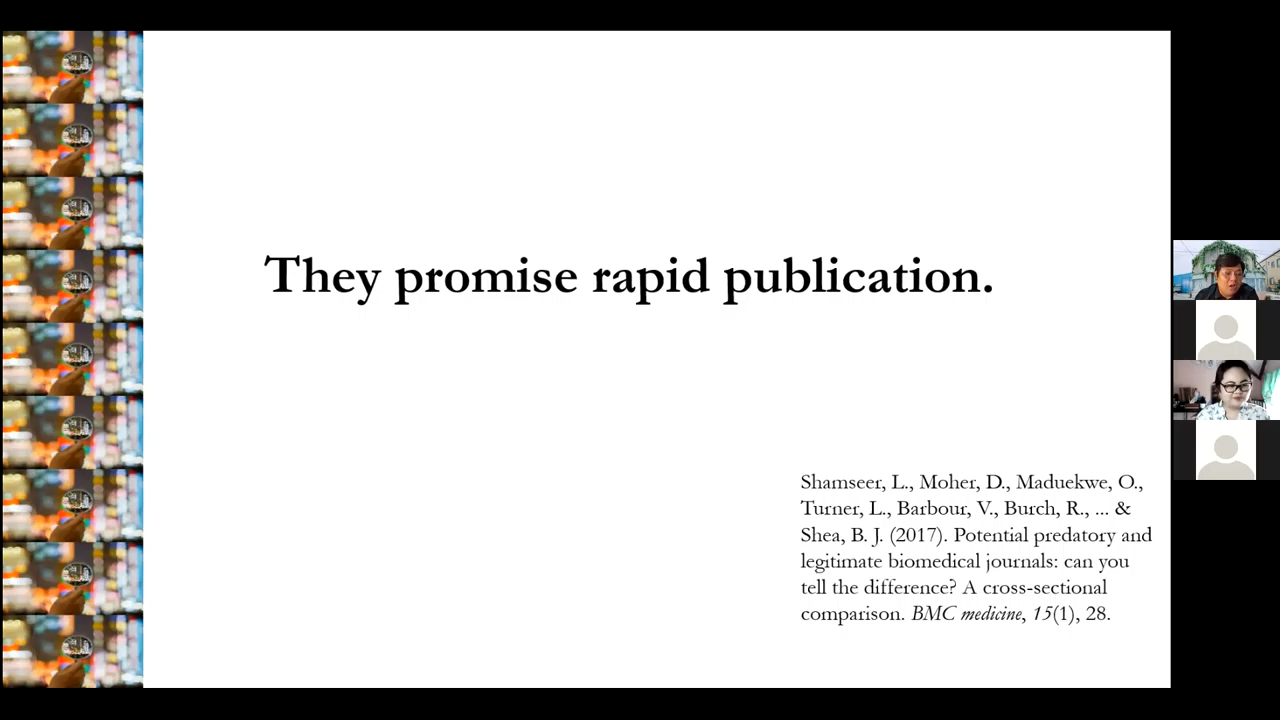 They promise rapid publication.
Shamseer, L., Moher, D., Maduekwe, O.,
Turner, L., Barbour, V., Burch, R., ... &
Shea, B. J. (2017). Potential predatory and
legitimate biomedical journals: can you
tell the difference? A cross-sectional
comparison. BMC medicine, 15(1), 28.